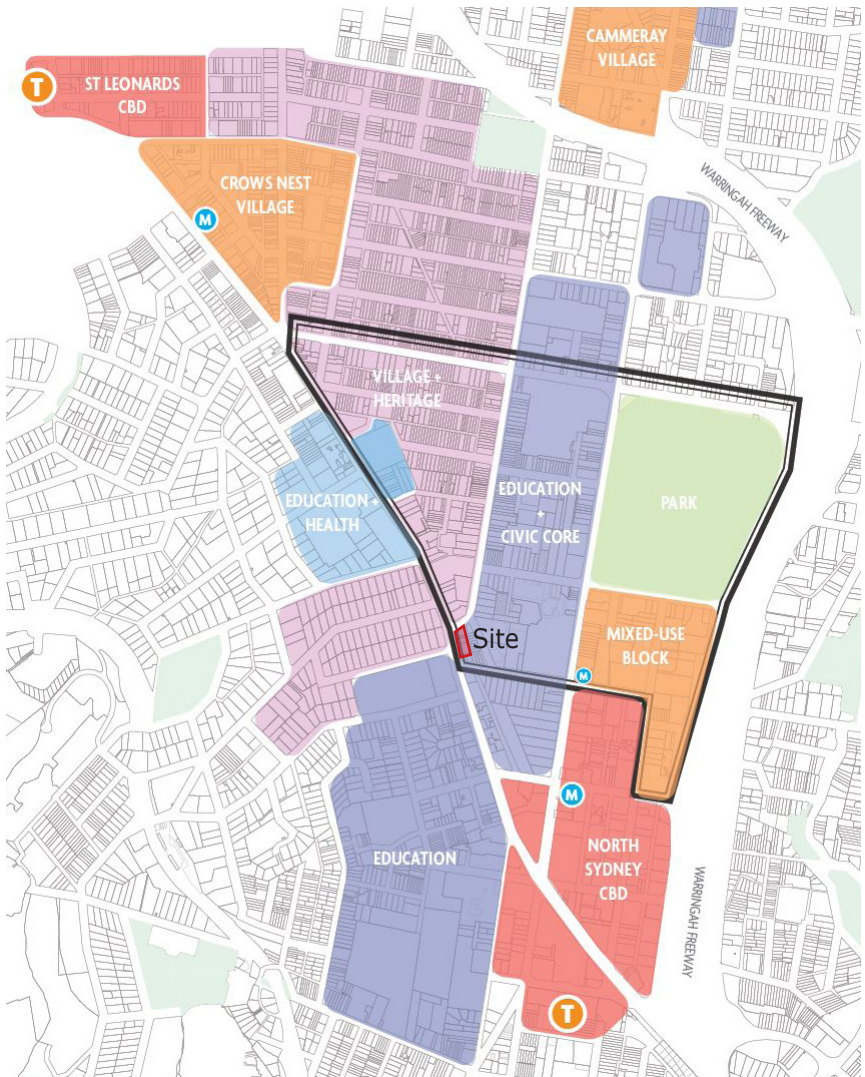 CAMMERAY
VILLAGE
T
ST LEONARDS
CBD
CROWS NEST
VILLAGE
M
WARRINGAH FREEWAY
VILLAGE +
HERITAGE
EDUCATION +
HEALTH
EDUCATION
+
CIVIC CORE
PARK
Site
MIXED-USE
BLOCK
M
M
EDUCATION
NORTH
SYDNEY
CBD
WARRINGAH FREEWAY
T